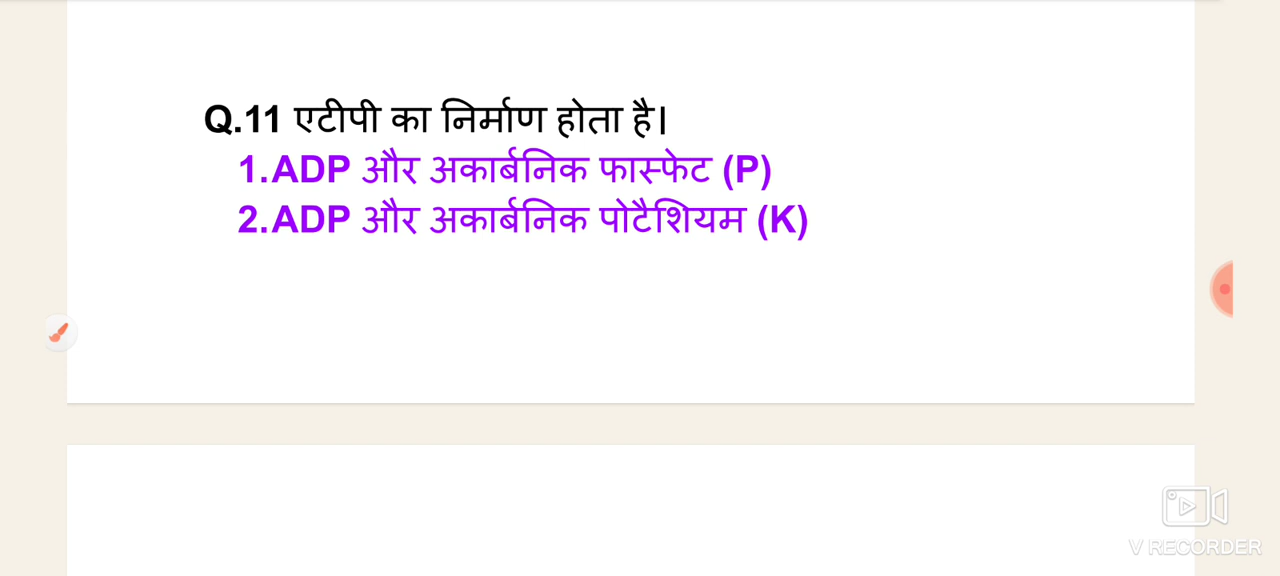 Q.11 एटीपी का निर्माण होता है।
1.ADP और अकार्बनिक फास्फेट (P)
2.ADP और अकार्बनिक पोटैशियम (K)
V RECORDER